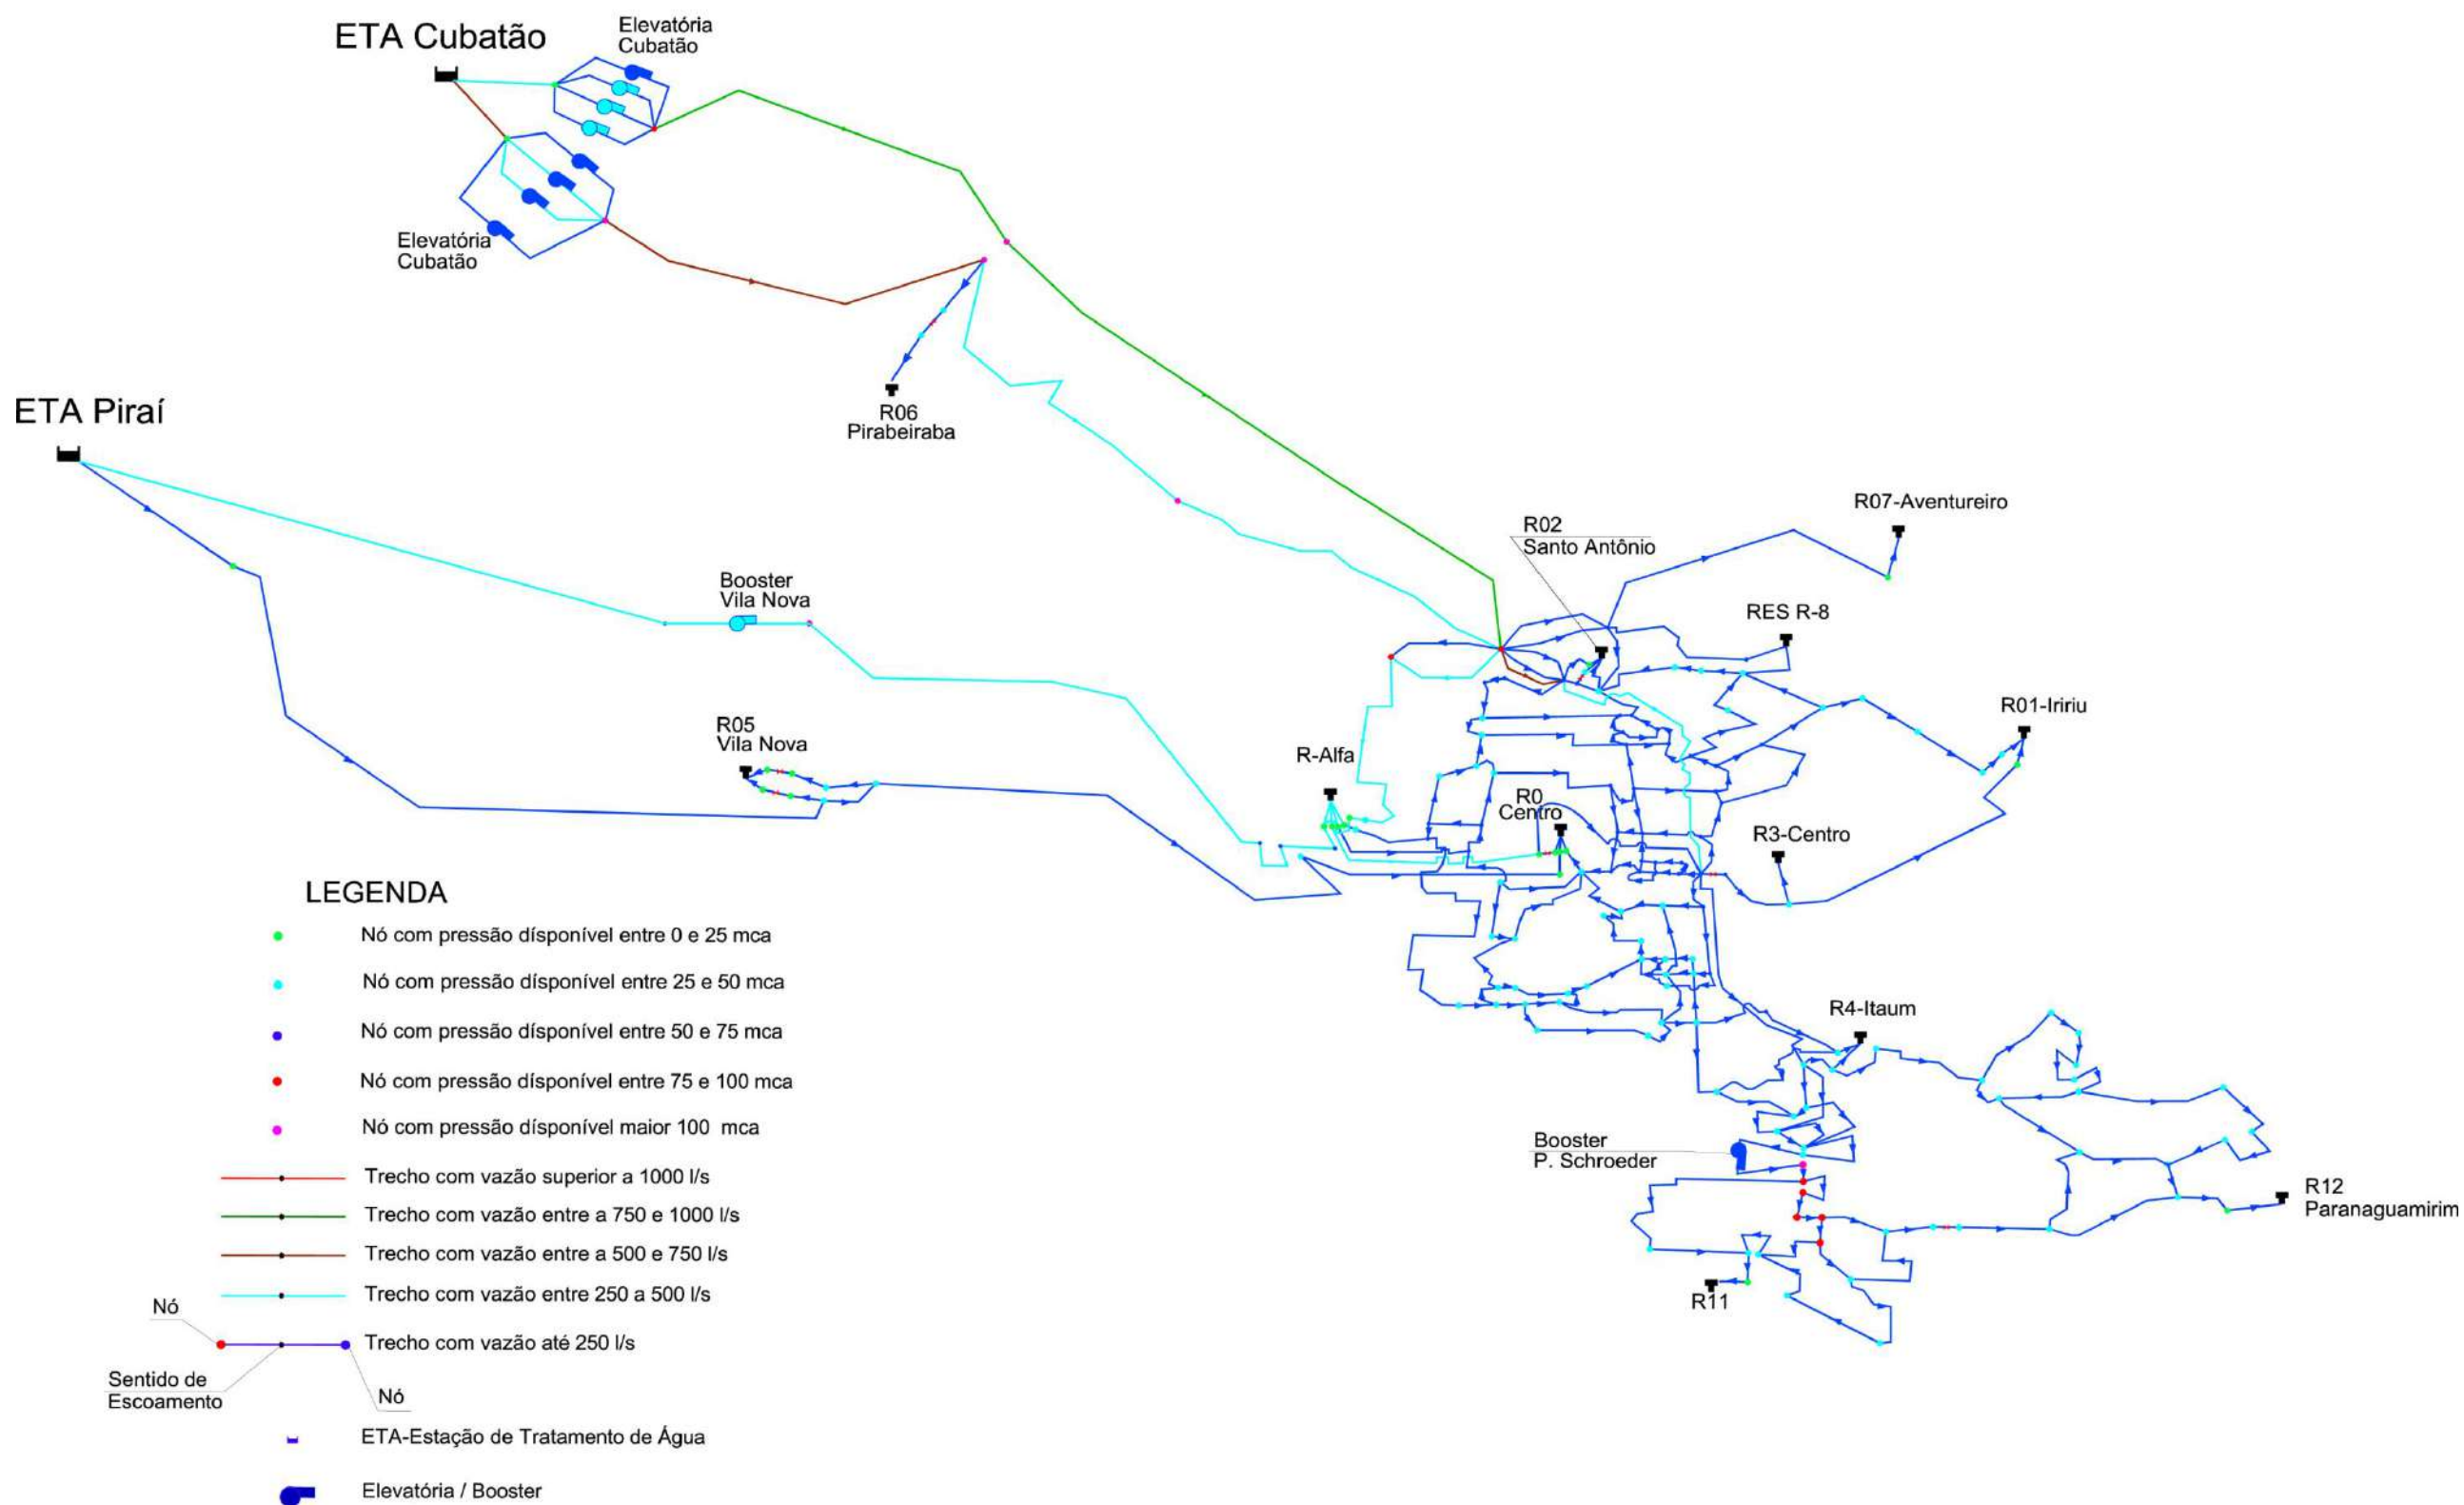 ETA Cubatão
Elevatória
Cubatão
Elevatória
Cubatão
R06
Pirabeiraba
ETA Piraí
R07-Aventureiro
R02
Santo Antônio
Booster
Vila Nova
RES R-8
R01-Iririu
R05
Vila Nova
R-Alfa
R0
Centro
R3-Centro
LEGENDA
Nó com pressão dísponível entre 0 e 25 mca
Nó com pressão dísponível entre 25 e 50 mca
Nó com pressão dísponível entre 50 e 75 mca
Nó com pressão dísponível entre 75 e 100 mca
Nó com pressão dísponível maior 100 mca
Trecho com vazão superior a 1000 l/s
Trecho com vazão entre a 750 e 1000 l/s
Trecho com vazão entre a 500 e 750 l/s
Trecho com vazão entre 250 a 500 l/s
Nó
Trecho com vazão até 250 l/s
Sentido de
Escoamento
Nó
ETA-Estação de Tratamento de Água
Elevatória / Booster
R4-Itaum
Booster
P. Schroeder
R12
Paranaguamirim
R11